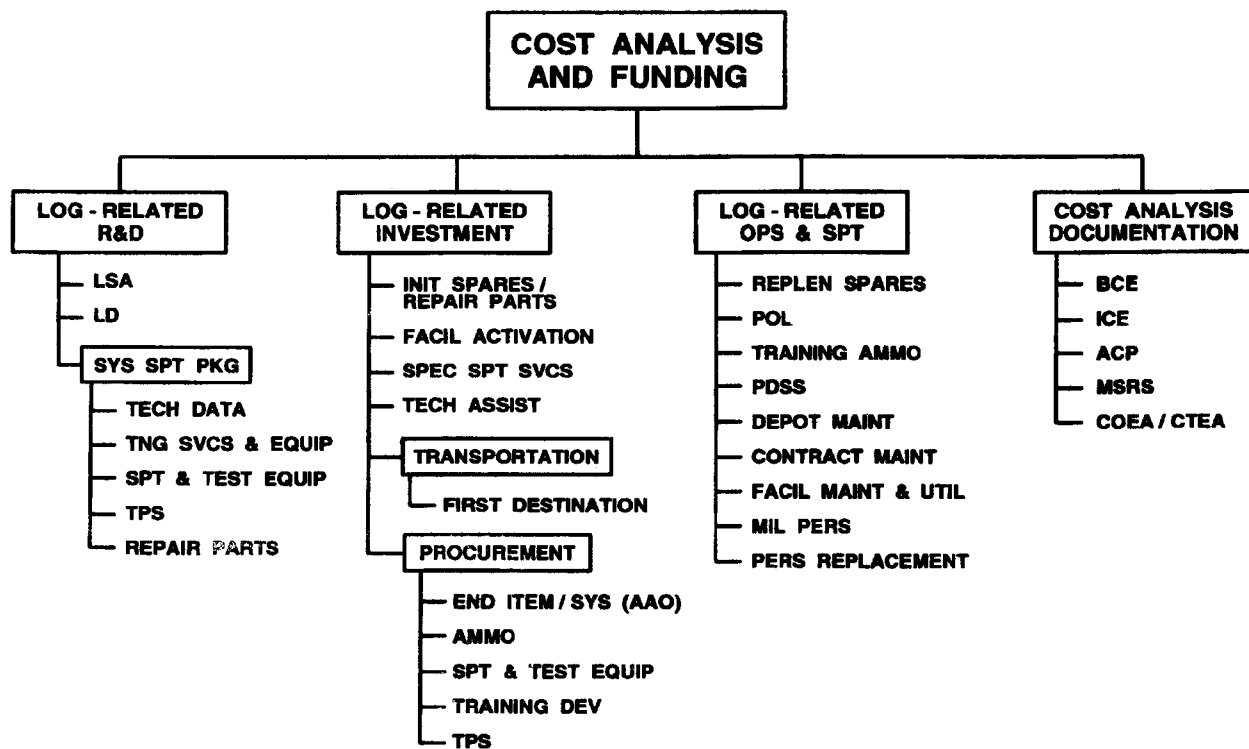 COST ANALYSIS
AND FUNDING
LOG - RELATED
R&D
LSA
LD
SYS SPT PKG
TECH DATA
TNG SVCS & EQUIP
SPT & TEST EQUIP
TPS
REPAIR PARTS
LOG - RELATED
INVESTMENT
INIT SPARES /
REPAIR PARTS
FACIL ACTIVATION
SPEC SPT SVCS
TECH ASSIST
TRANSPORTATION
FIRST DESTINATION
PROCUREMENT
END ITEM / SYS (AAO)
AMMO
SPT & TEST EQUIP
TRAINING DEV
TPS
LOG - RELATED
OPS & SPT
REPLEN SPARES
POL
TRAINING AMMO
PDSS
DEPOT MAINT
CONTRACT MAINT
FACIL MAINT & UTIL
MIL PERS
PERS REPLACEMENT
COST ANALYSIS
DOCUMENTATION
BCE
ICE
ACP
MSRS
COEA / CTEA